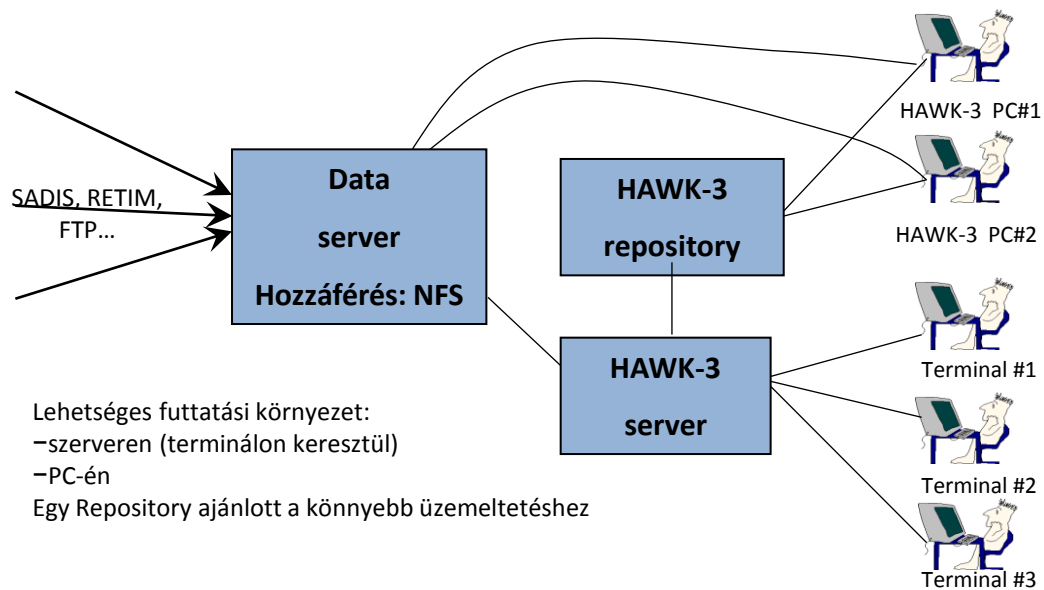 SADIS, RETIM,
FTP...
Data
server
Hozzáférés: NFS
HAWK-3
repository
HAWK-3
server
HAWK-3 PC#1
HAWK-3 PC#2
Terminal #1
Terminal #2
Terminal #3
Lehetséges futtatási környezet:
−szerveren (terminálon keresztül)
−PC-én
Egy Repository ajánlott a könnyebb üzemeltetéshez